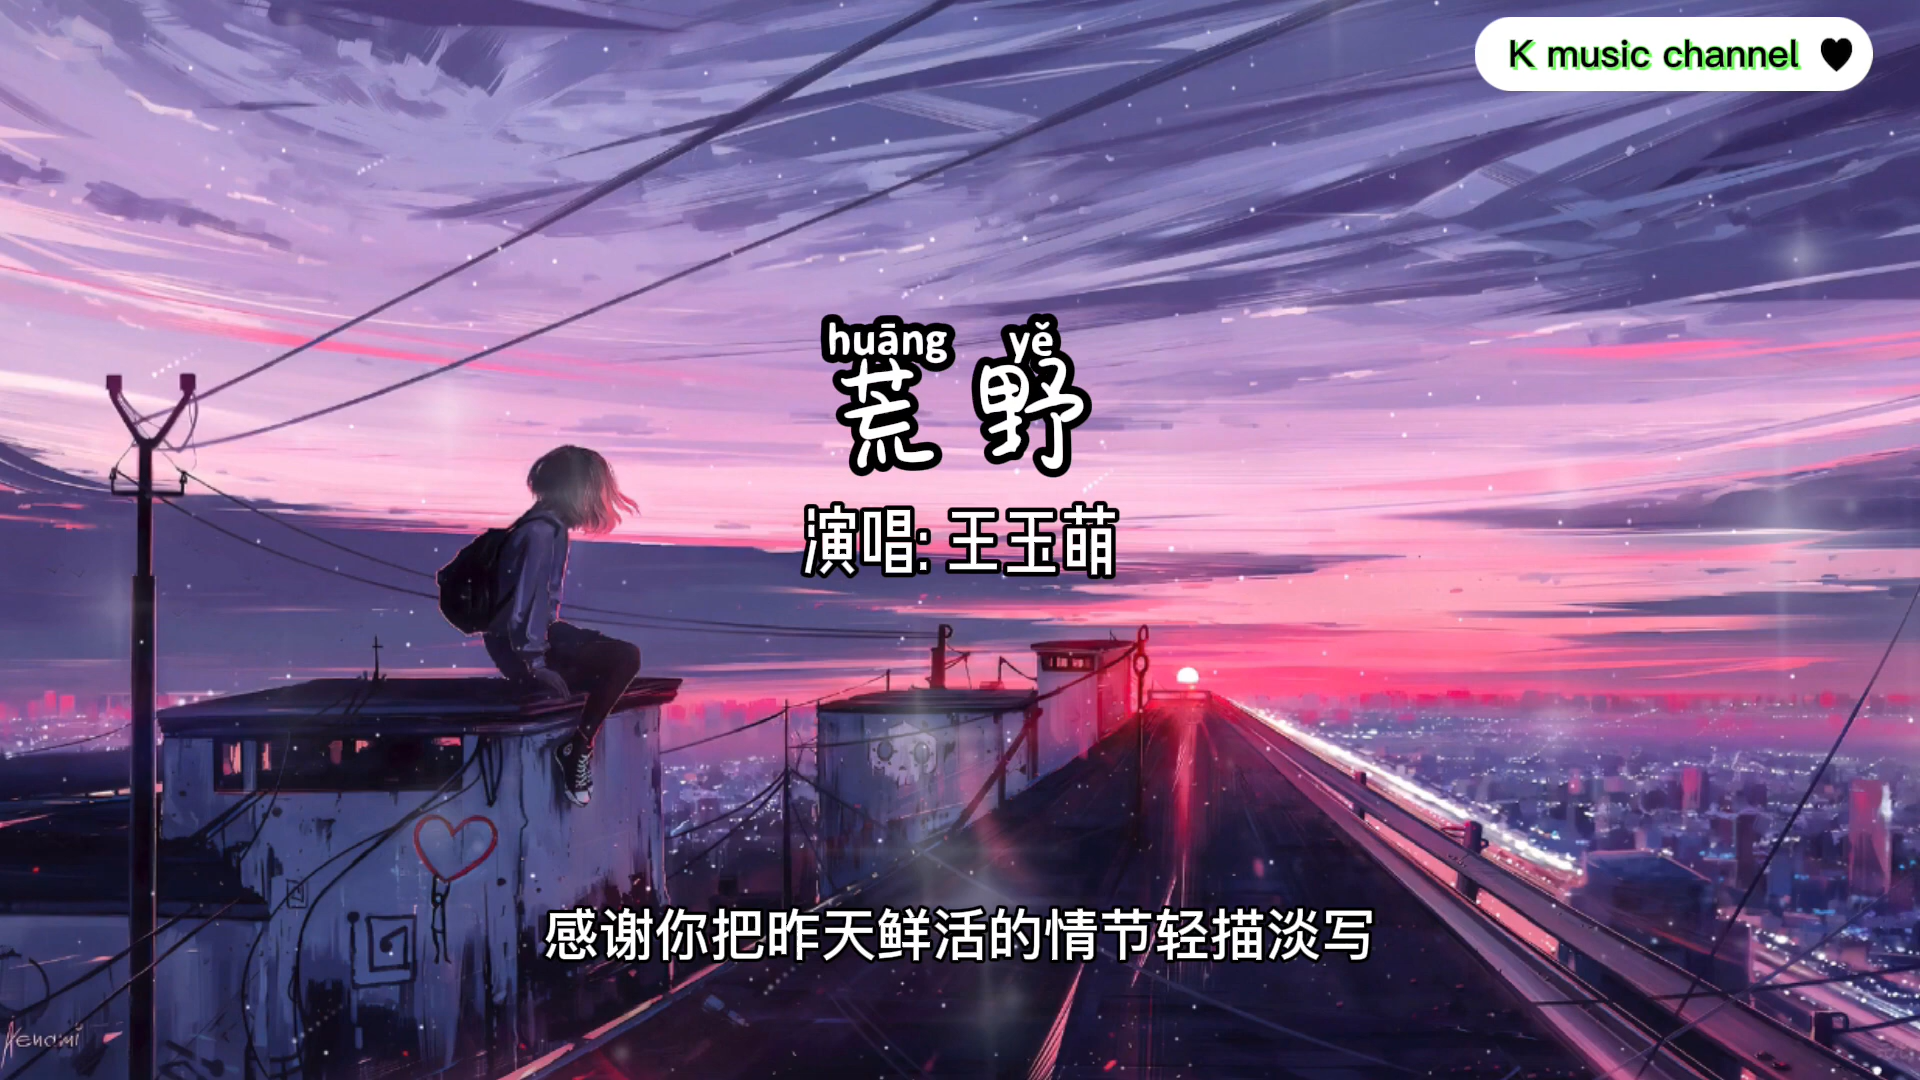 K music channel ♥
huāng yě
荒野
演唱: 王玉萌
感谢你把昨天鲜活的情节轻描淡写
Aenami